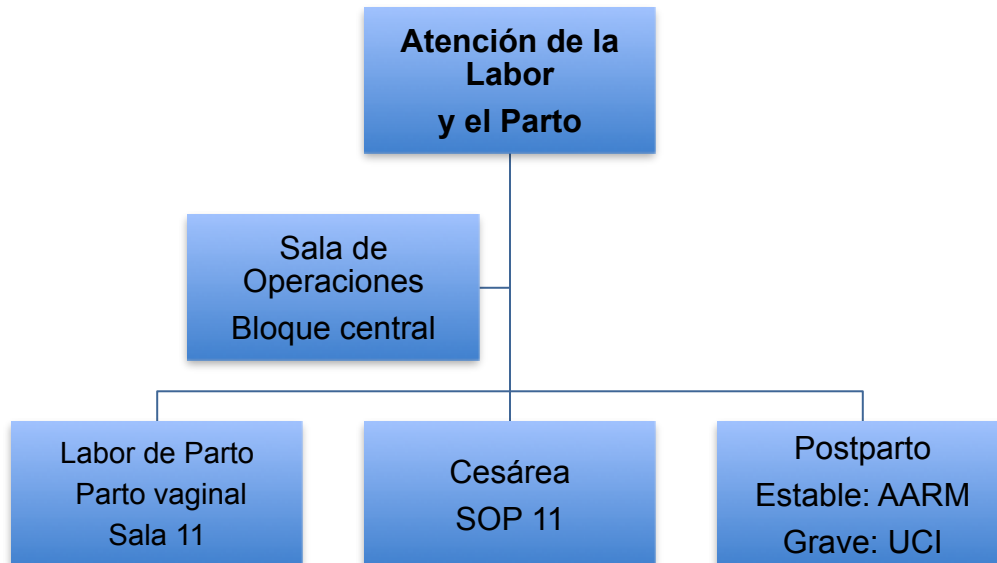 Atención de la
Labor
y el Parto
Sala de
Operaciones
Bloque central
Labor de Parto
Parto vaginal
Sala 11
Cesárea
SOP 11
Postparto
Estable: AARM
Grave: UCI